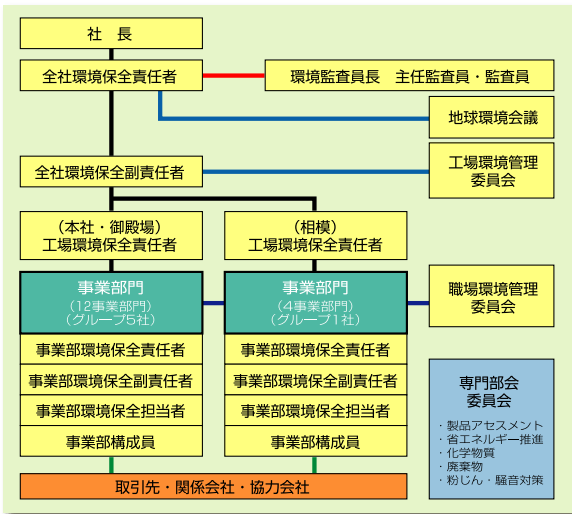 社　長
全社環境保全責任者
環境監査員長　主任監査員・監査員
地球環境会議
全社環境保全副責任者
工場環境管理
委員会
（本社・御殿場）
工場環境保全責任者
（相模）
工場環境保全責任者
事業部門
（12事業部門）
（グループ5社）
事業部門
（4事業部門）
（グループ1社）
職場環境管理
委員会
事業部環境保全責任者
事業部環境保全副責任者
事業部環境保全担当者
事業部構成員
事業部環境保全責任者
事業部環境保全副責任者
事業部環境保全担当者
事業部構成員
専門部会
委員会
・製品アセスメント
・省エネルギー推進
・化学物質
・廃棄物
・粉じん・騒音対策
取引先・関係会社・協力会社